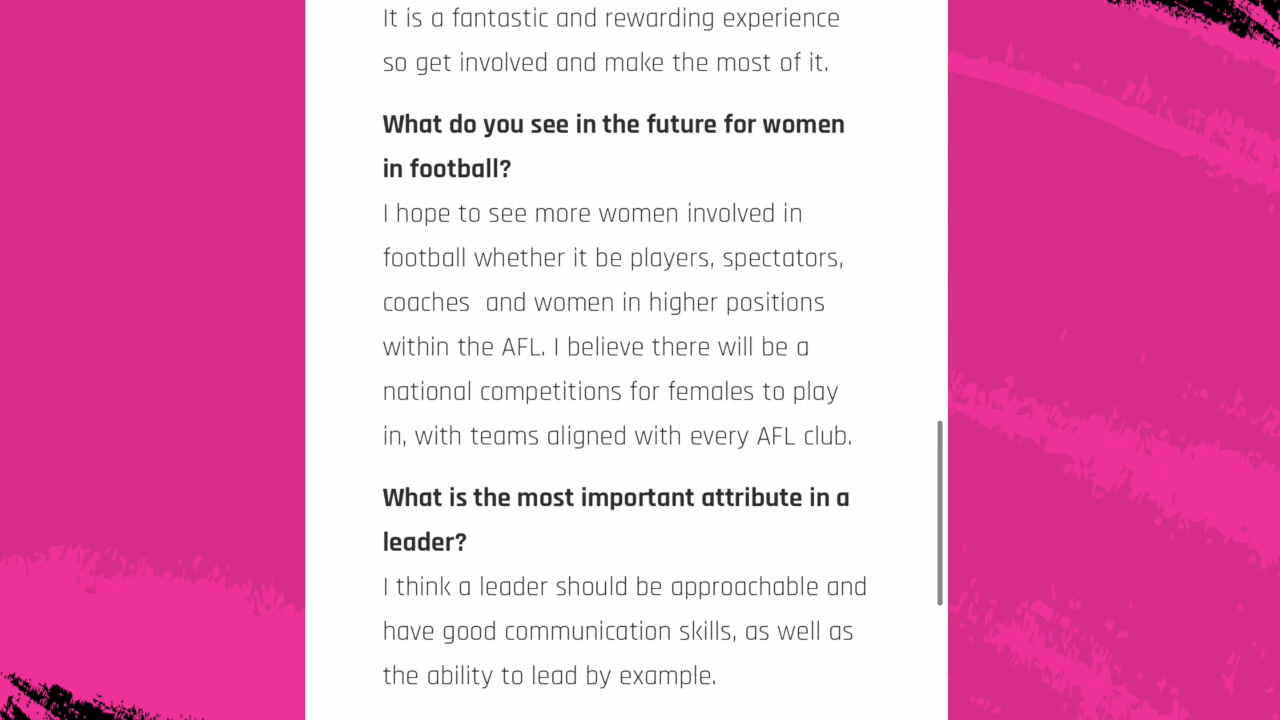 It is a fantastic and rewarding experience
so get involved and make the most of it.
What do you see in the future for women
in football?
I hope to see more women involved in
football whether it be players, spectators,
coaches  and women in higher positions
within the AFL. I believe there will be a
national competitions for females to play
in, with teams aligned with every AFL club.
What is the most important attribute in a
leader?
I think a leader should be approachable and
have good communication skills, as well as
the ability to lead by example.